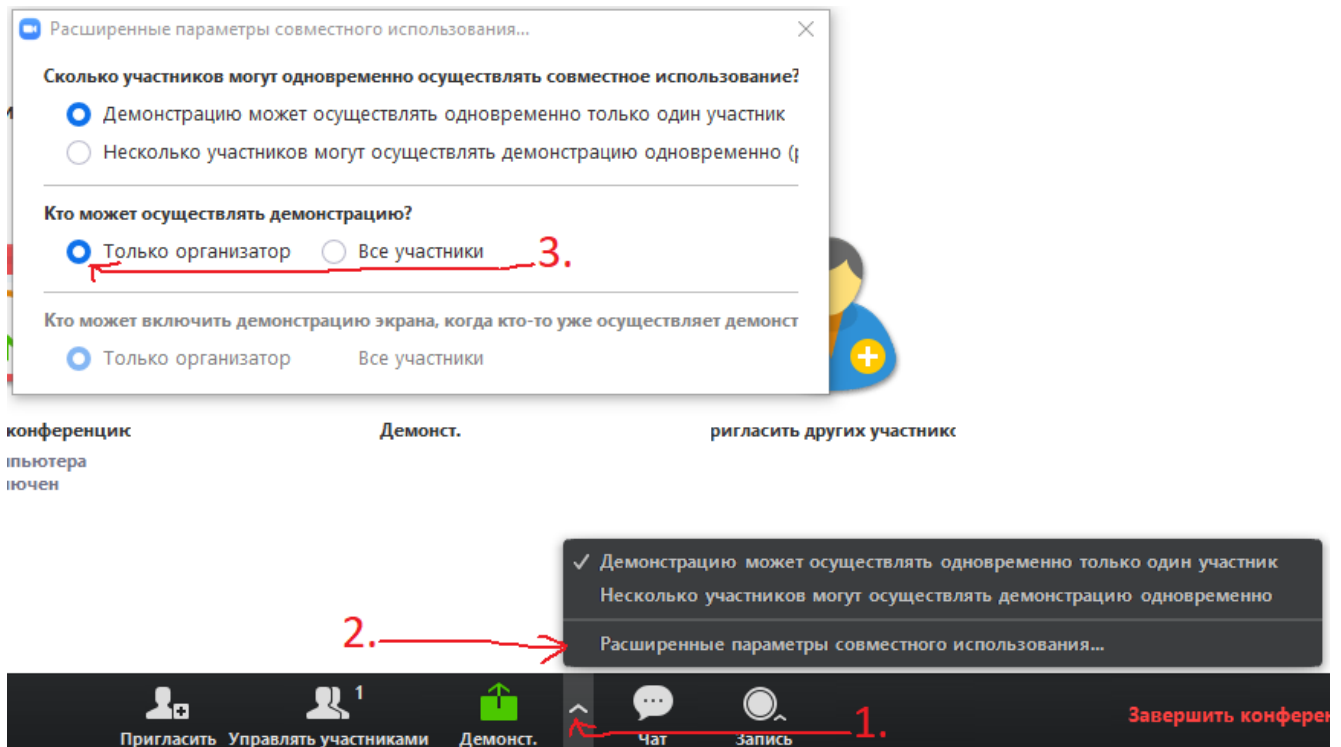 Расширенные параметры совместного использования...
Сколько участников могут одновременно осуществлять совместное использование?
Демонстрацию может осуществлять одновременно только один участник
Несколько участников могут осуществлять демонстрацию одновременно (р
Кто может осуществлять демонстрацию?
Только организатор Все участники
3.
Кто может включить демонстрацию экрана, когда кто-то уже осуществляет демонст
Только организатор Все участники
конференцию Демонст. ригласить других участнико
мпьютера
лючен
✓ Демонстрацию может осуществлять одновременно только один участник
Несколько участников могут осуществлять демонстрацию одновременно
2.
Расширенные параметры совместного использования...
1
Пригласить Управлять участниками Демонст. Чат Запись
1.
Завершить конферен